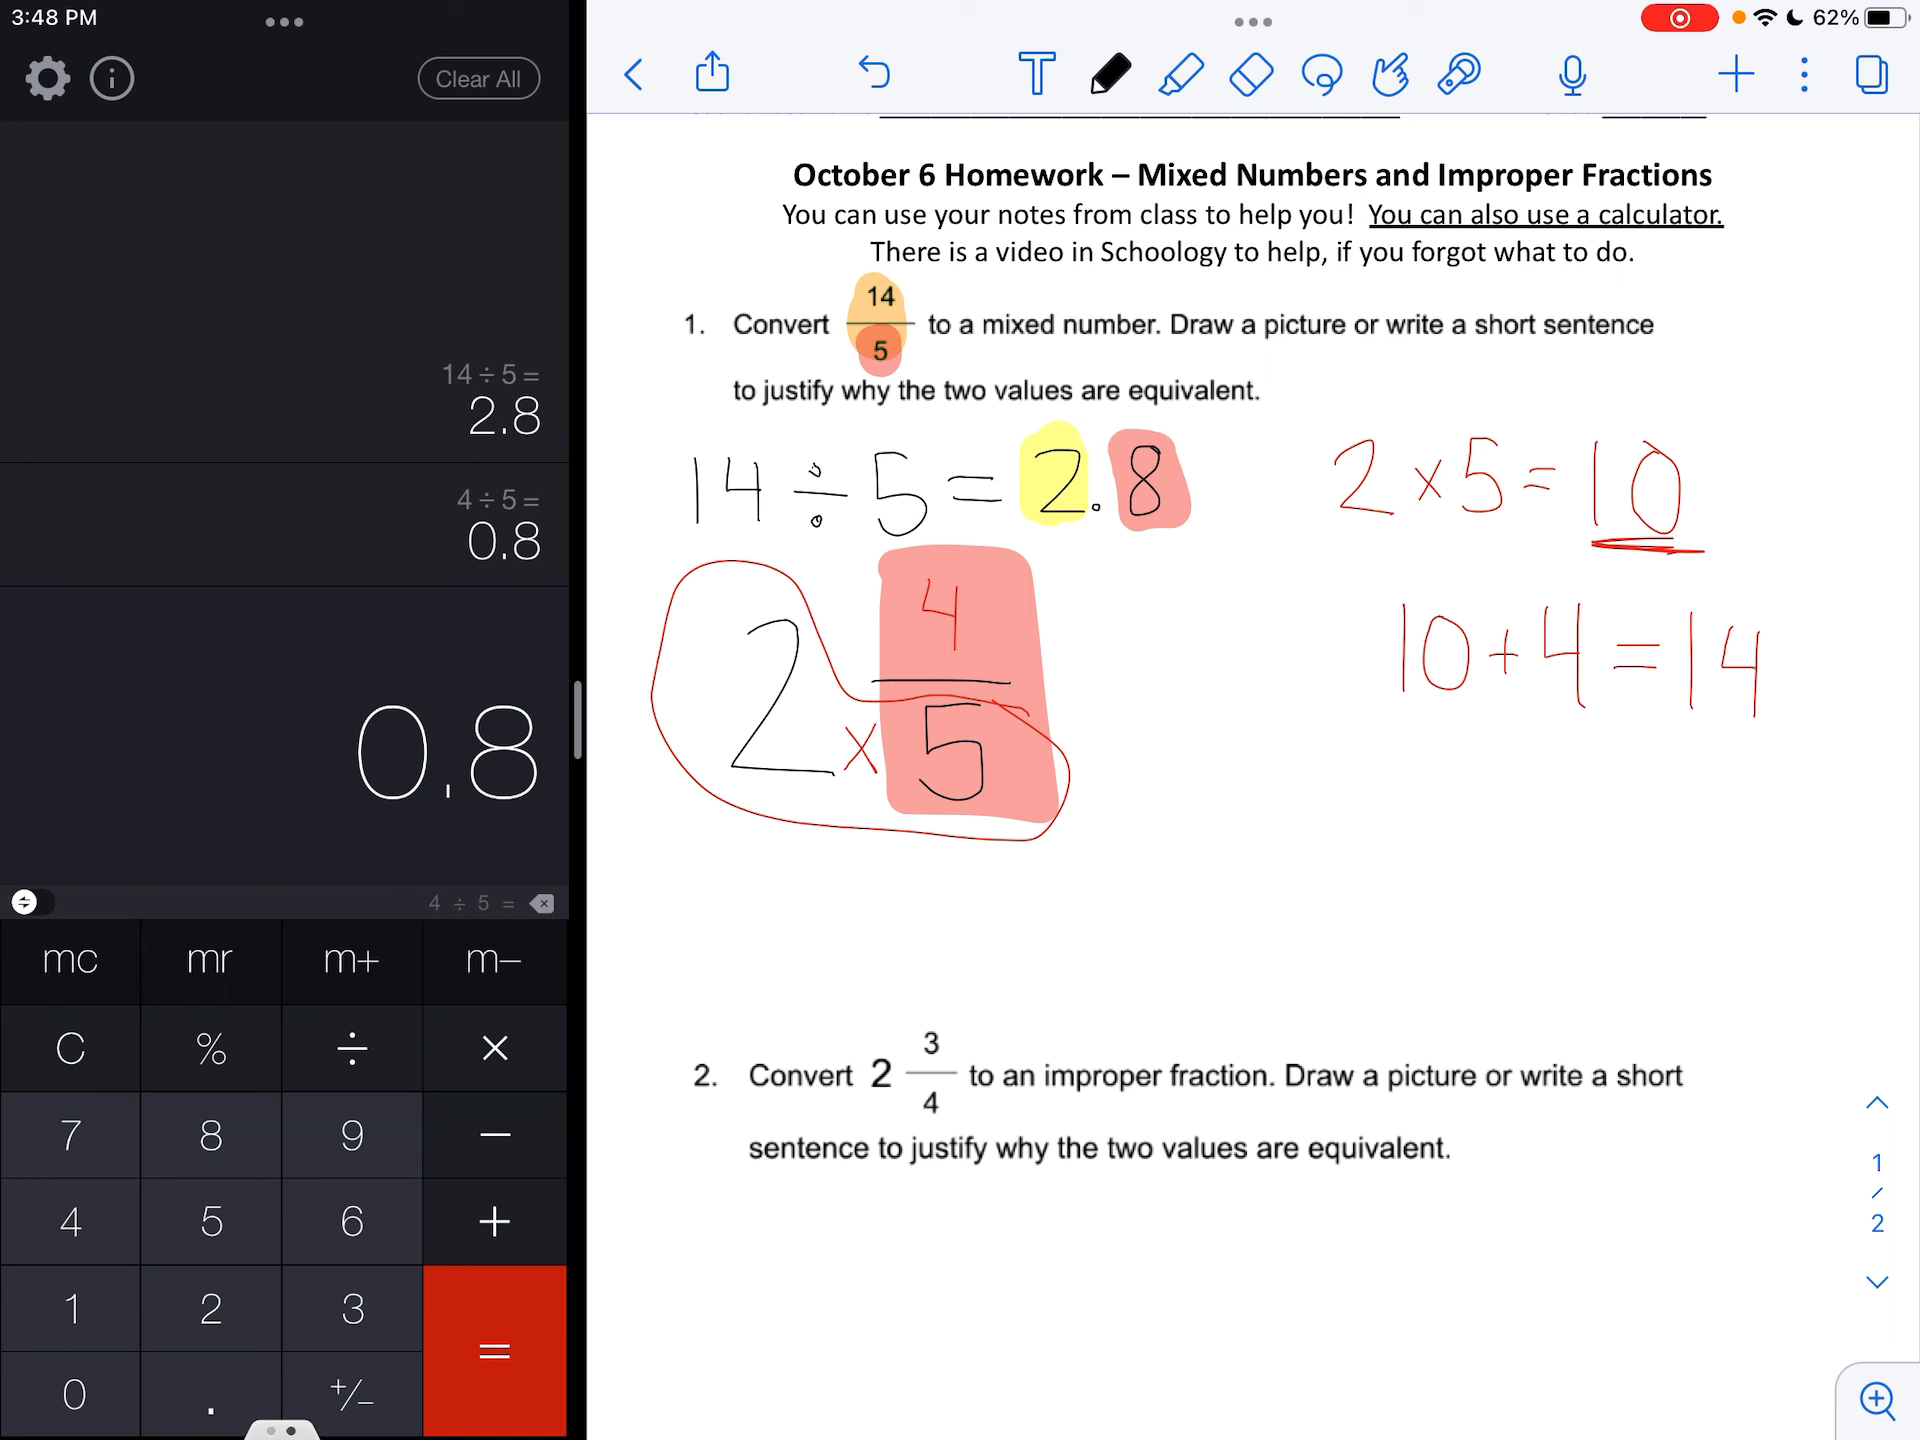 3:48 PM
62%
Clear All
14 ÷ 5 =
2.8
4 ÷ 5 =
0.8
0.8
4 ÷ 5 =
mc mr m+ m−
C % ÷ ×
7 8 9 −
4 5 6 +
1 2 3 =
0 . +/−
October 6 Homework – Mixed Numbers and Improper Fractions
You can use your notes from class to help you! You can also use a calculator.
There is a video in Schoology to help, if you forgot what to do.
1. Convert 14/5 to a mixed number. Draw a picture or write a short sentence
to justify why the two values are equivalent.
14 ÷ 5 = 2.8
2 × 5 = 10
4
2 × 5
10 + 4 = 14
2. Convert 2 3/4 to an improper fraction. Draw a picture or write a short
sentence to justify why the two values are equivalent.
1
/
2